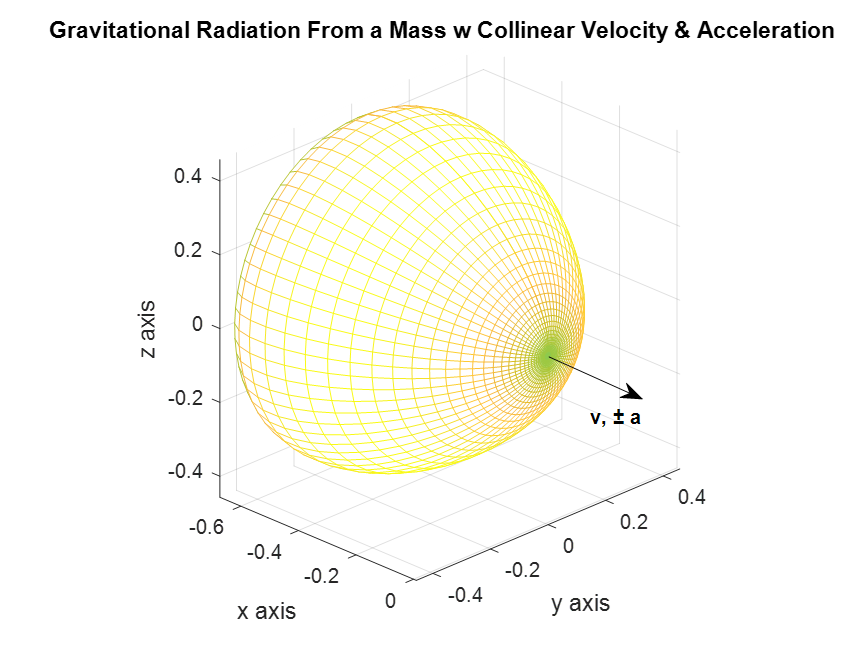 Gravitational Radiation From a Mass w Collinear Velocity & Acceleration
0.4
0.2
0
-0.2
-0.4
z axis
v, ± a
-0.6
-0.4
-0.2
0
x axis
-0.4
-0.2
0
0.2
0.4
y axis